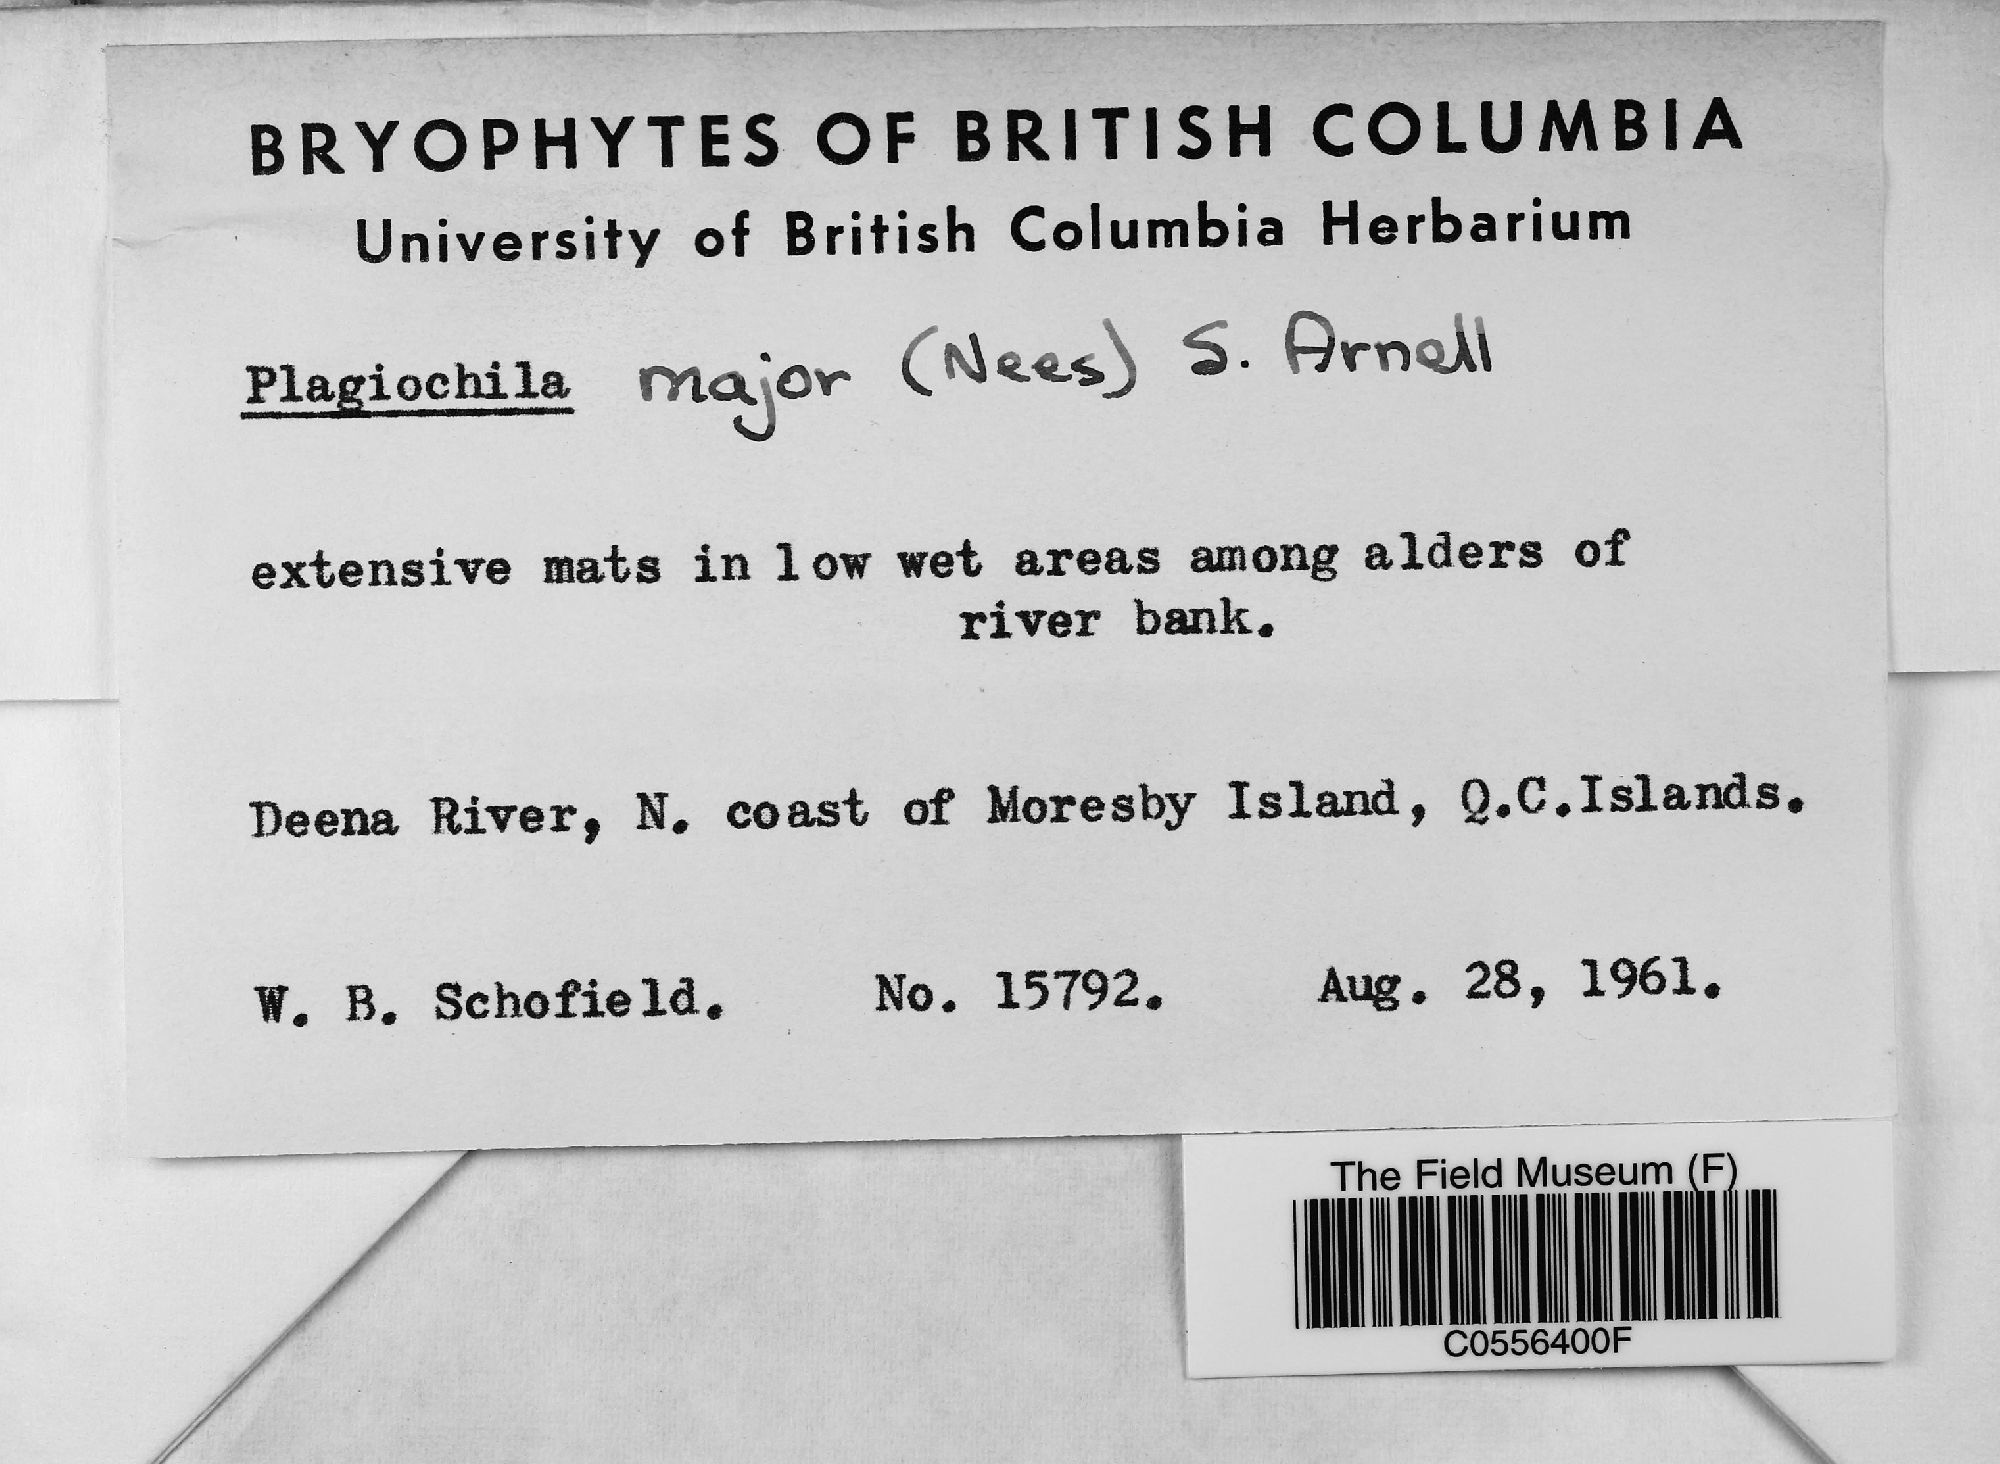 BRYOPHYTES OF BRITISH COLUMBIA
University of British Columbia Herbarium
Plagiochila major (Nees) S. Arnell
extensive mats in low wet areas among alders of
river bank.
Deena River, N. coast of Moresby Island, Q.C.Islands.
W. B. Schofield. No. 15792. Aug. 28, 1961.
The Field Museum (F)
C0556400F